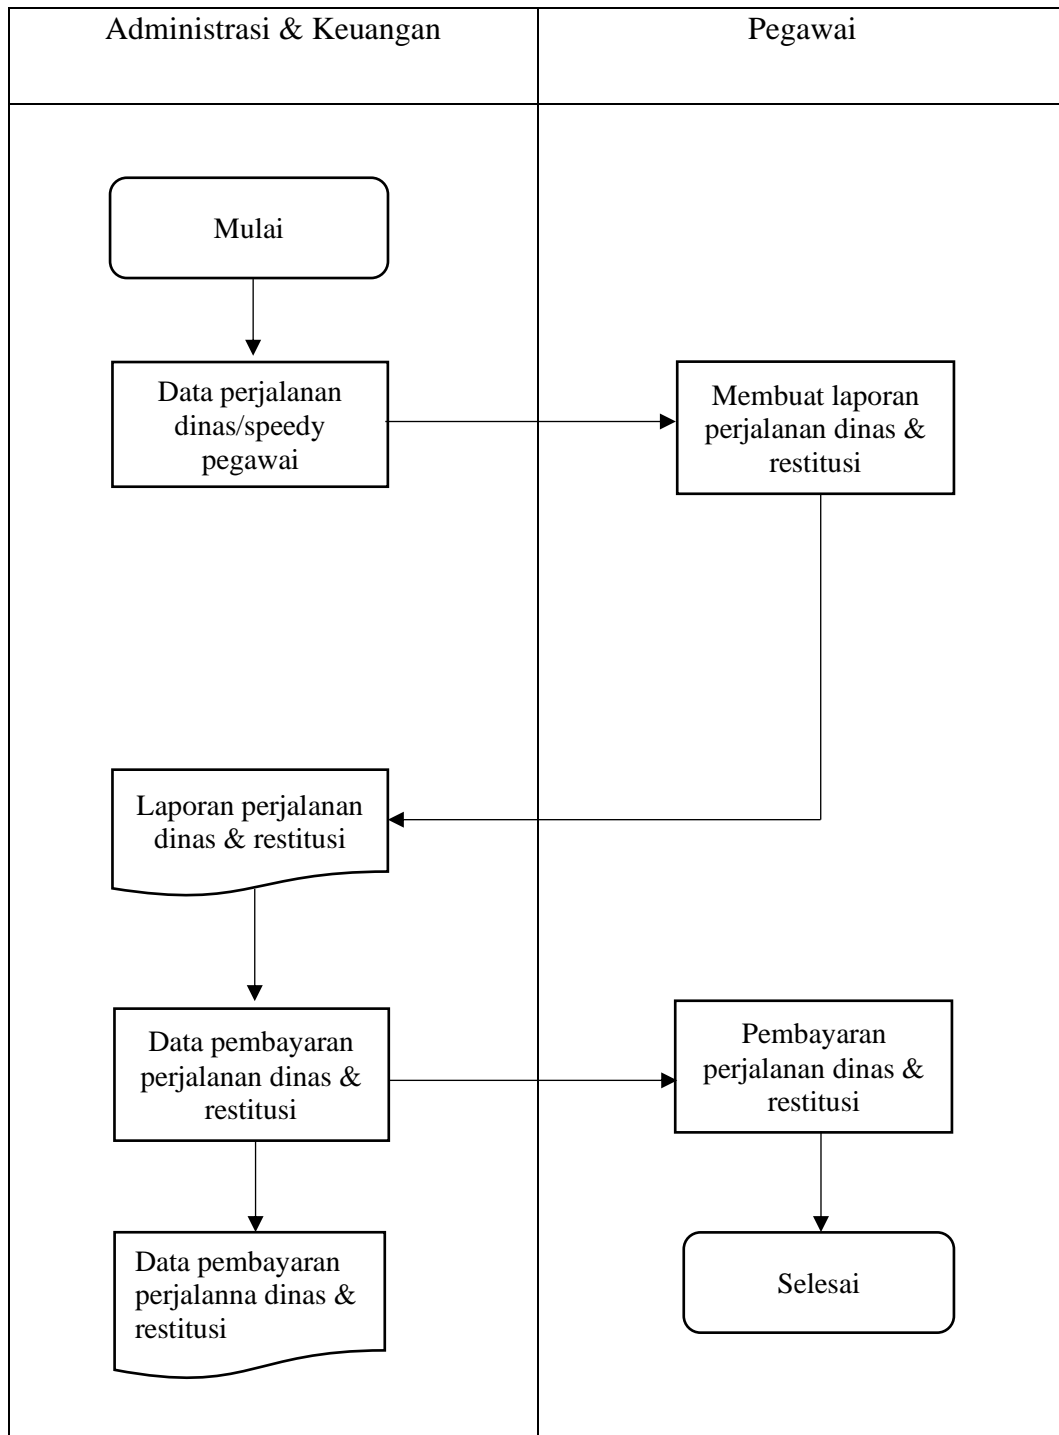 Administrasi & Keuangan
Pegawai
Mulai
Data perjalanan
dinas/speedy
pegawai
Membuat laporan
perjalanan dinas &
restitusi
Laporan perjalanan
dinas & restitusi
Data pembayaran
perjalanan dinas &
restitusi
Pembayaran
perjalanan dinas &
restitusi
Data pembayaran
perjalanna dinas &
restitusi
Selesai